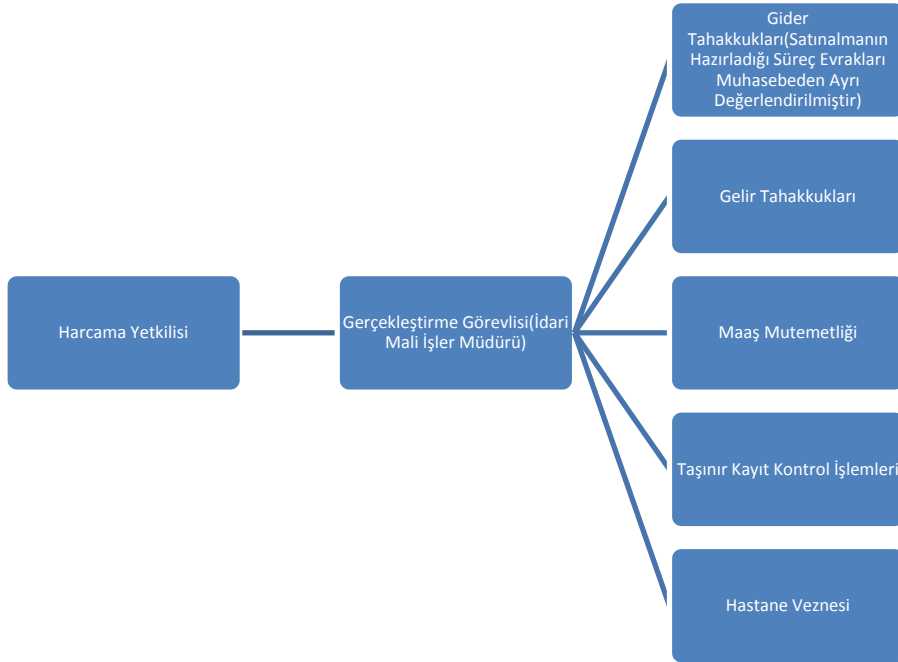 Harcama Yetkilisi
Gerçekleştirme Görevlisi(İdari
Mali İşler Müdürü)
Gider
Tahakkukları(Satınalmanın
Hazırladığı Süreç Evrakları
Muhasebeden Ayrı
Değerlendirilmiştir)
Gelir Tahakkukları
Maaş Mutemetliği
Taşınır Kayıt Kontrol İşlemleri
Hastane Veznesi